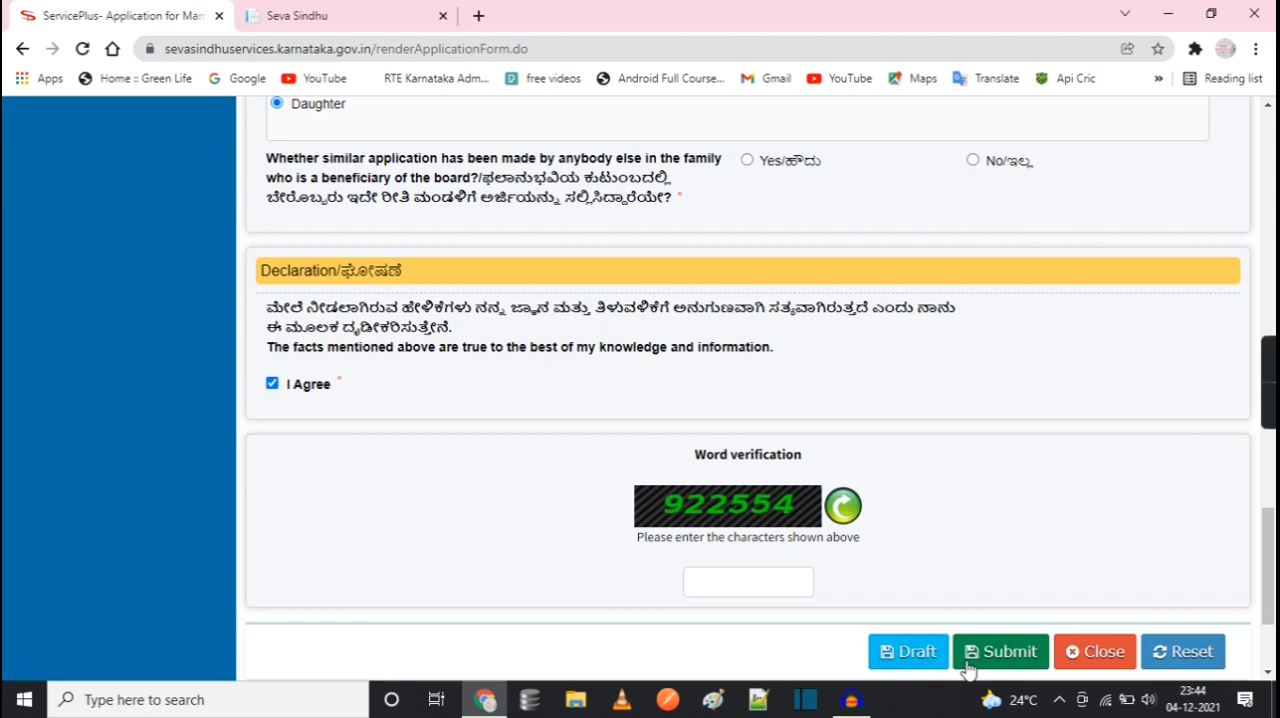 ServicePlus- Application for Marr
Seva Sindhu
sevasindhuservices.karnataka.gov.in/renderApplicationForm.do
Apps Home :: Green Life Google YouTube RTE Karnataka Adm... free videos Android Full Course... Gmail YouTube Maps Translate Api Cric » Reading list
Daughter
Whether similar application has been made by anybody else in the family Yes/ಹೌದು No/ಇಲ್ಲ
who is a beneficiary of the board?/ಫಲಾನುಭವಿಯ ಕುಟುಂಬದಲ್ಲಿ
ಬೇರೊಬ್ಬರು ಇದೇ ರೀತಿ ಮಂಡಳಿಗೆ ಅರ್ಜಿಯನ್ನು ಸಲ್ಲಿಸಿದ್ದಾರೆಯೇ? *
Declaration/ಘೋಷಣೆ
ಮೇಲೆ ನೀಡಲಾಗಿರುವ ಹೇಳಿಕೆಗಳು ನನ್ನ ಜ್ಞಾನ ಮತ್ತು ತಿಳುವಳಿಕೆಗೆ ಅನುಗುಣವಾಗಿ ಸತ್ಯವಾಗಿರುತ್ತದೆ ಎಂದು ನಾನು
ಈ ಮೂಲಕ ದೃಡೀಕರಿಸುತ್ತೇನೆ.
The facts mentioned above are true to the best of my knowledge and information.
I Agree *
Word verification
922554
Please enter the characters shown above
Draft Submit Close Reset
Type here to search
24°C
23:44
04-12-2021